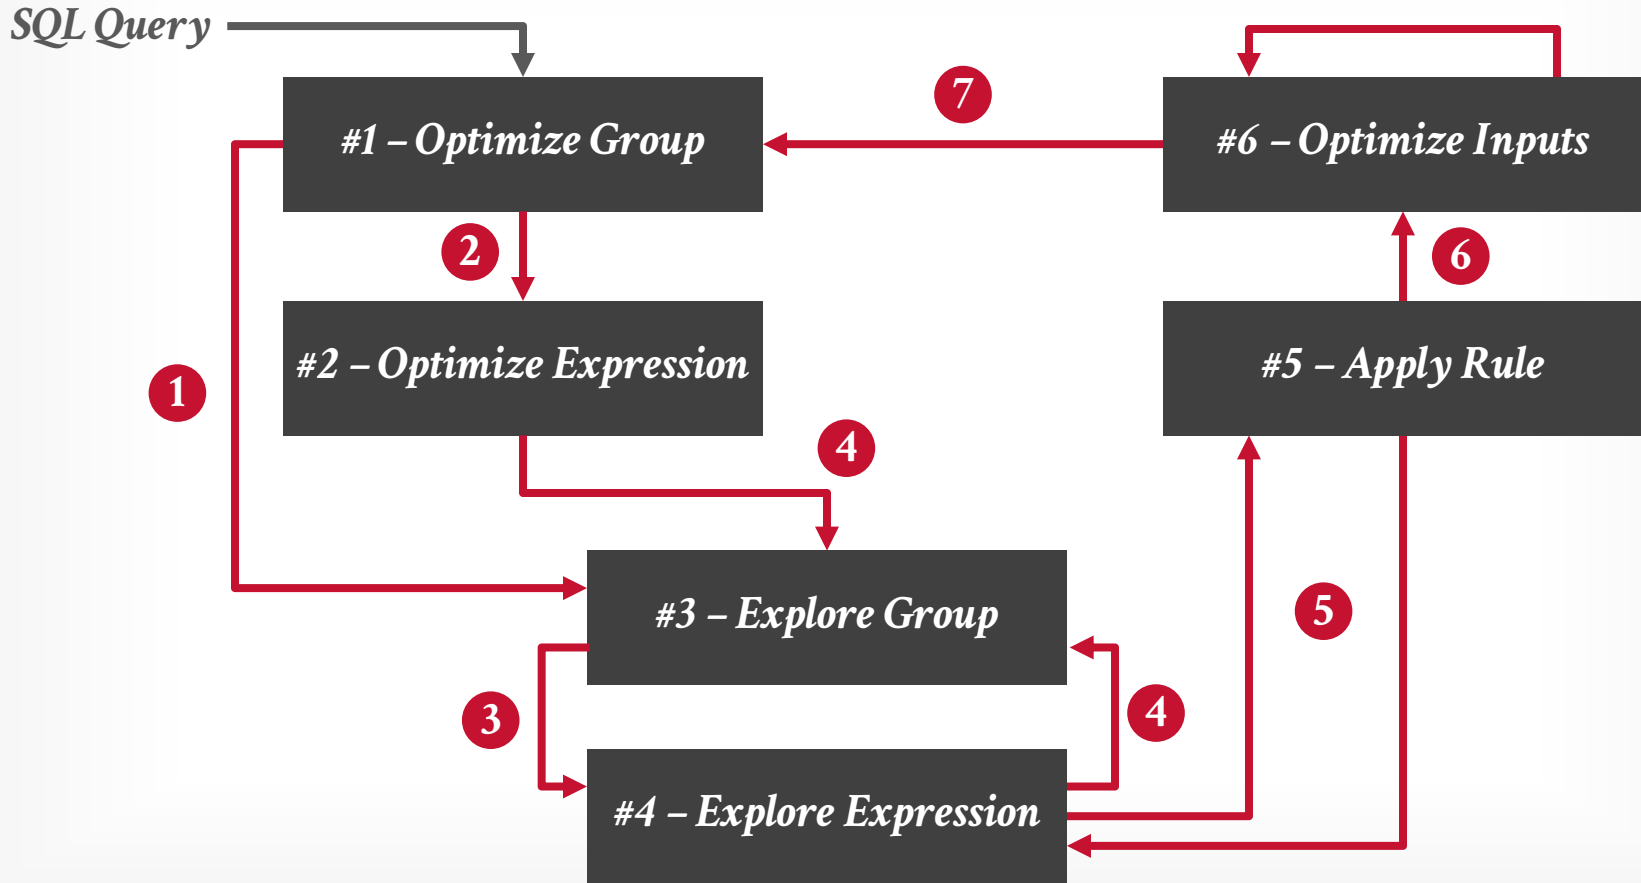 SQL Query
7
#1 – Optimize Group
#6 – Optimize Inputs
2
6
#2 – Optimize Expression
#5 – Apply Rule
1
4
5
#3 – Explore Group
3
4
#4 – Explore Expression